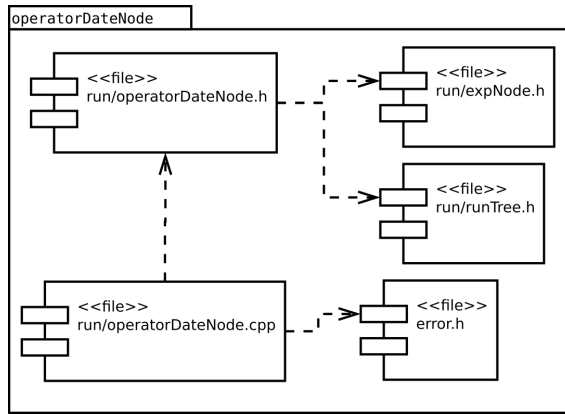 operatorDateNode
<<file>>
run/operatorDateNode.h
<<file>>
run/expNode.h
<<file>>
run/runTree.h
<<file>>
run/operatorDateNode.cpp
<<file>>
error.h